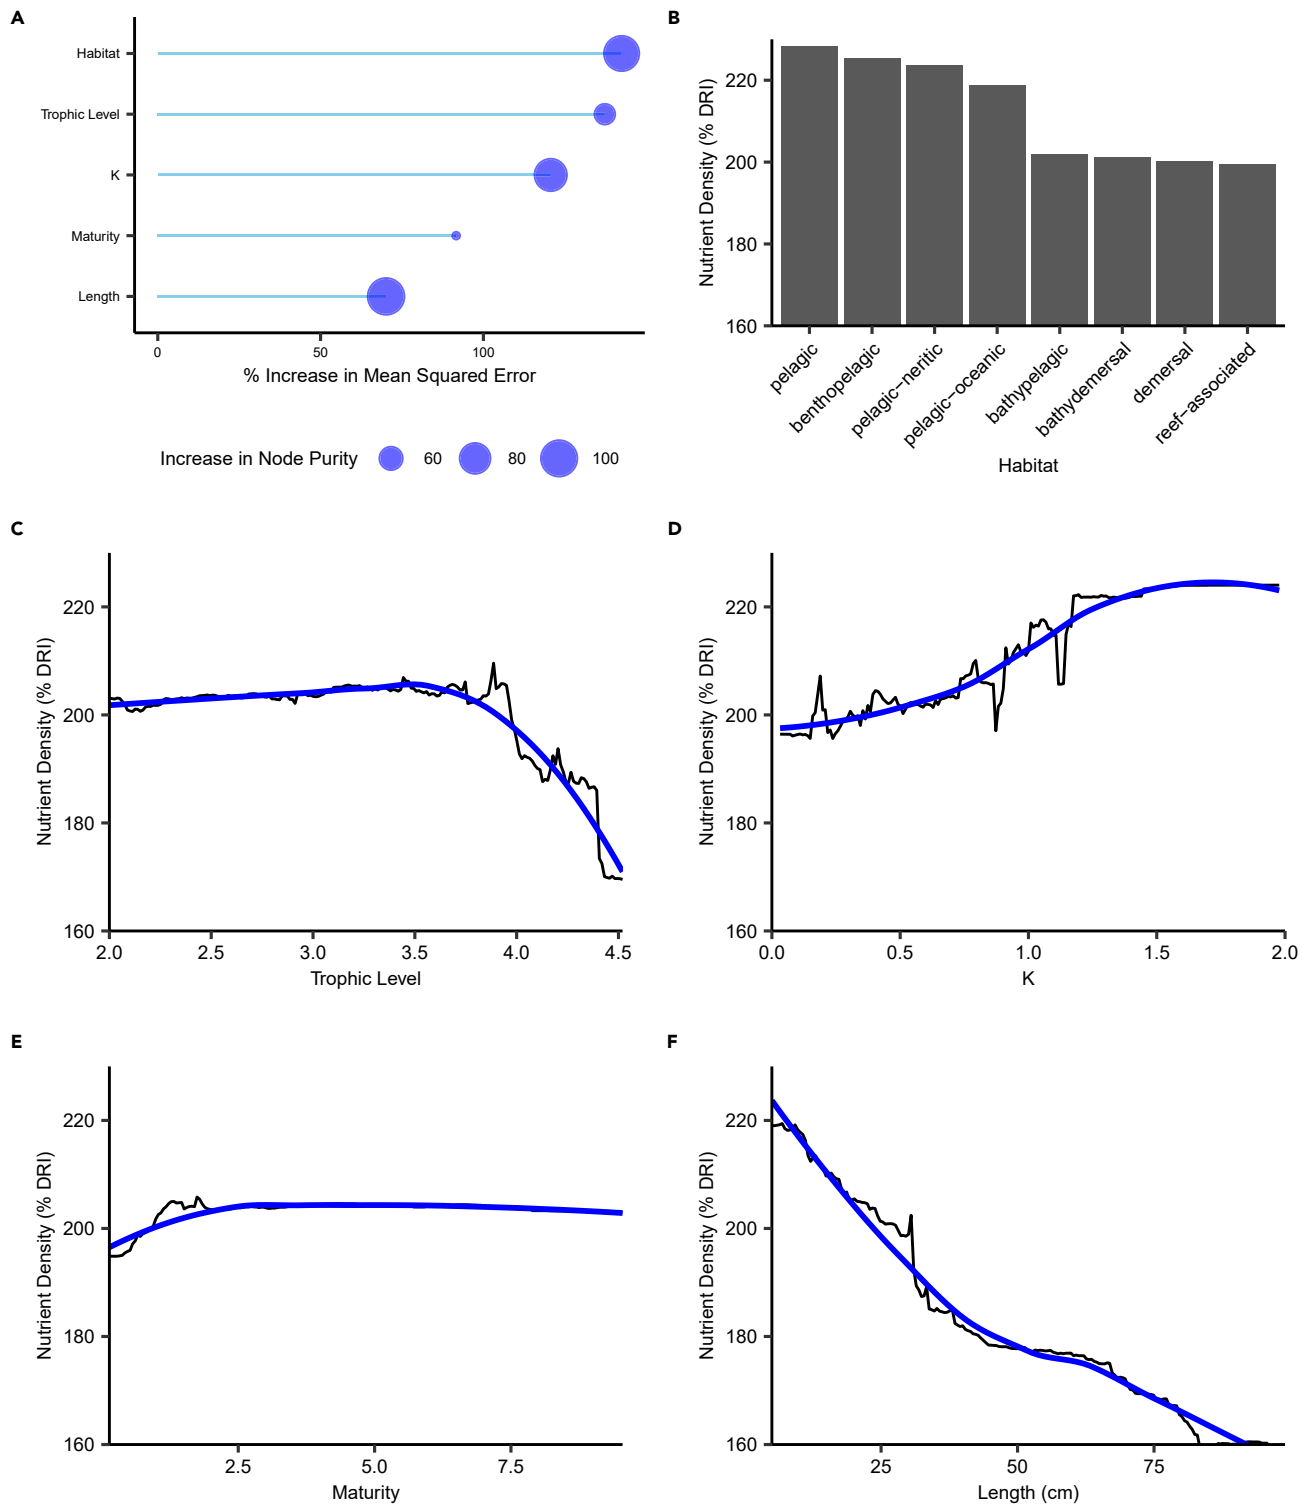 A
Habitat
Trophic Level
K
Maturity
Length
0 50 100
% Increase in Mean Squared Error
Increase in Node Purity 60 80 100
B
Nutrient Density (% DRI)
220
200
180
160
pelagic
benthopelagic
pelagic−neritic
pelagic−oceanic
bathypelagic
bathydemersal
demersal
reef−associated
Habitat
C
Nutrient Density (% DRI)
220
200
180
160
2.0 2.5 3.0 3.5 4.0 4.5
Trophic Level
D
Nutrient Density (% DRI)
220
200
180
160
0.0 0.5 1.0 1.5 2.0
K
E
Nutrient Density (% DRI)
220
200
180
160
2.5 5.0 7.5
Maturity
F
Nutrient Density (% DRI)
220
200
180
160
25 50 75
Length (cm)